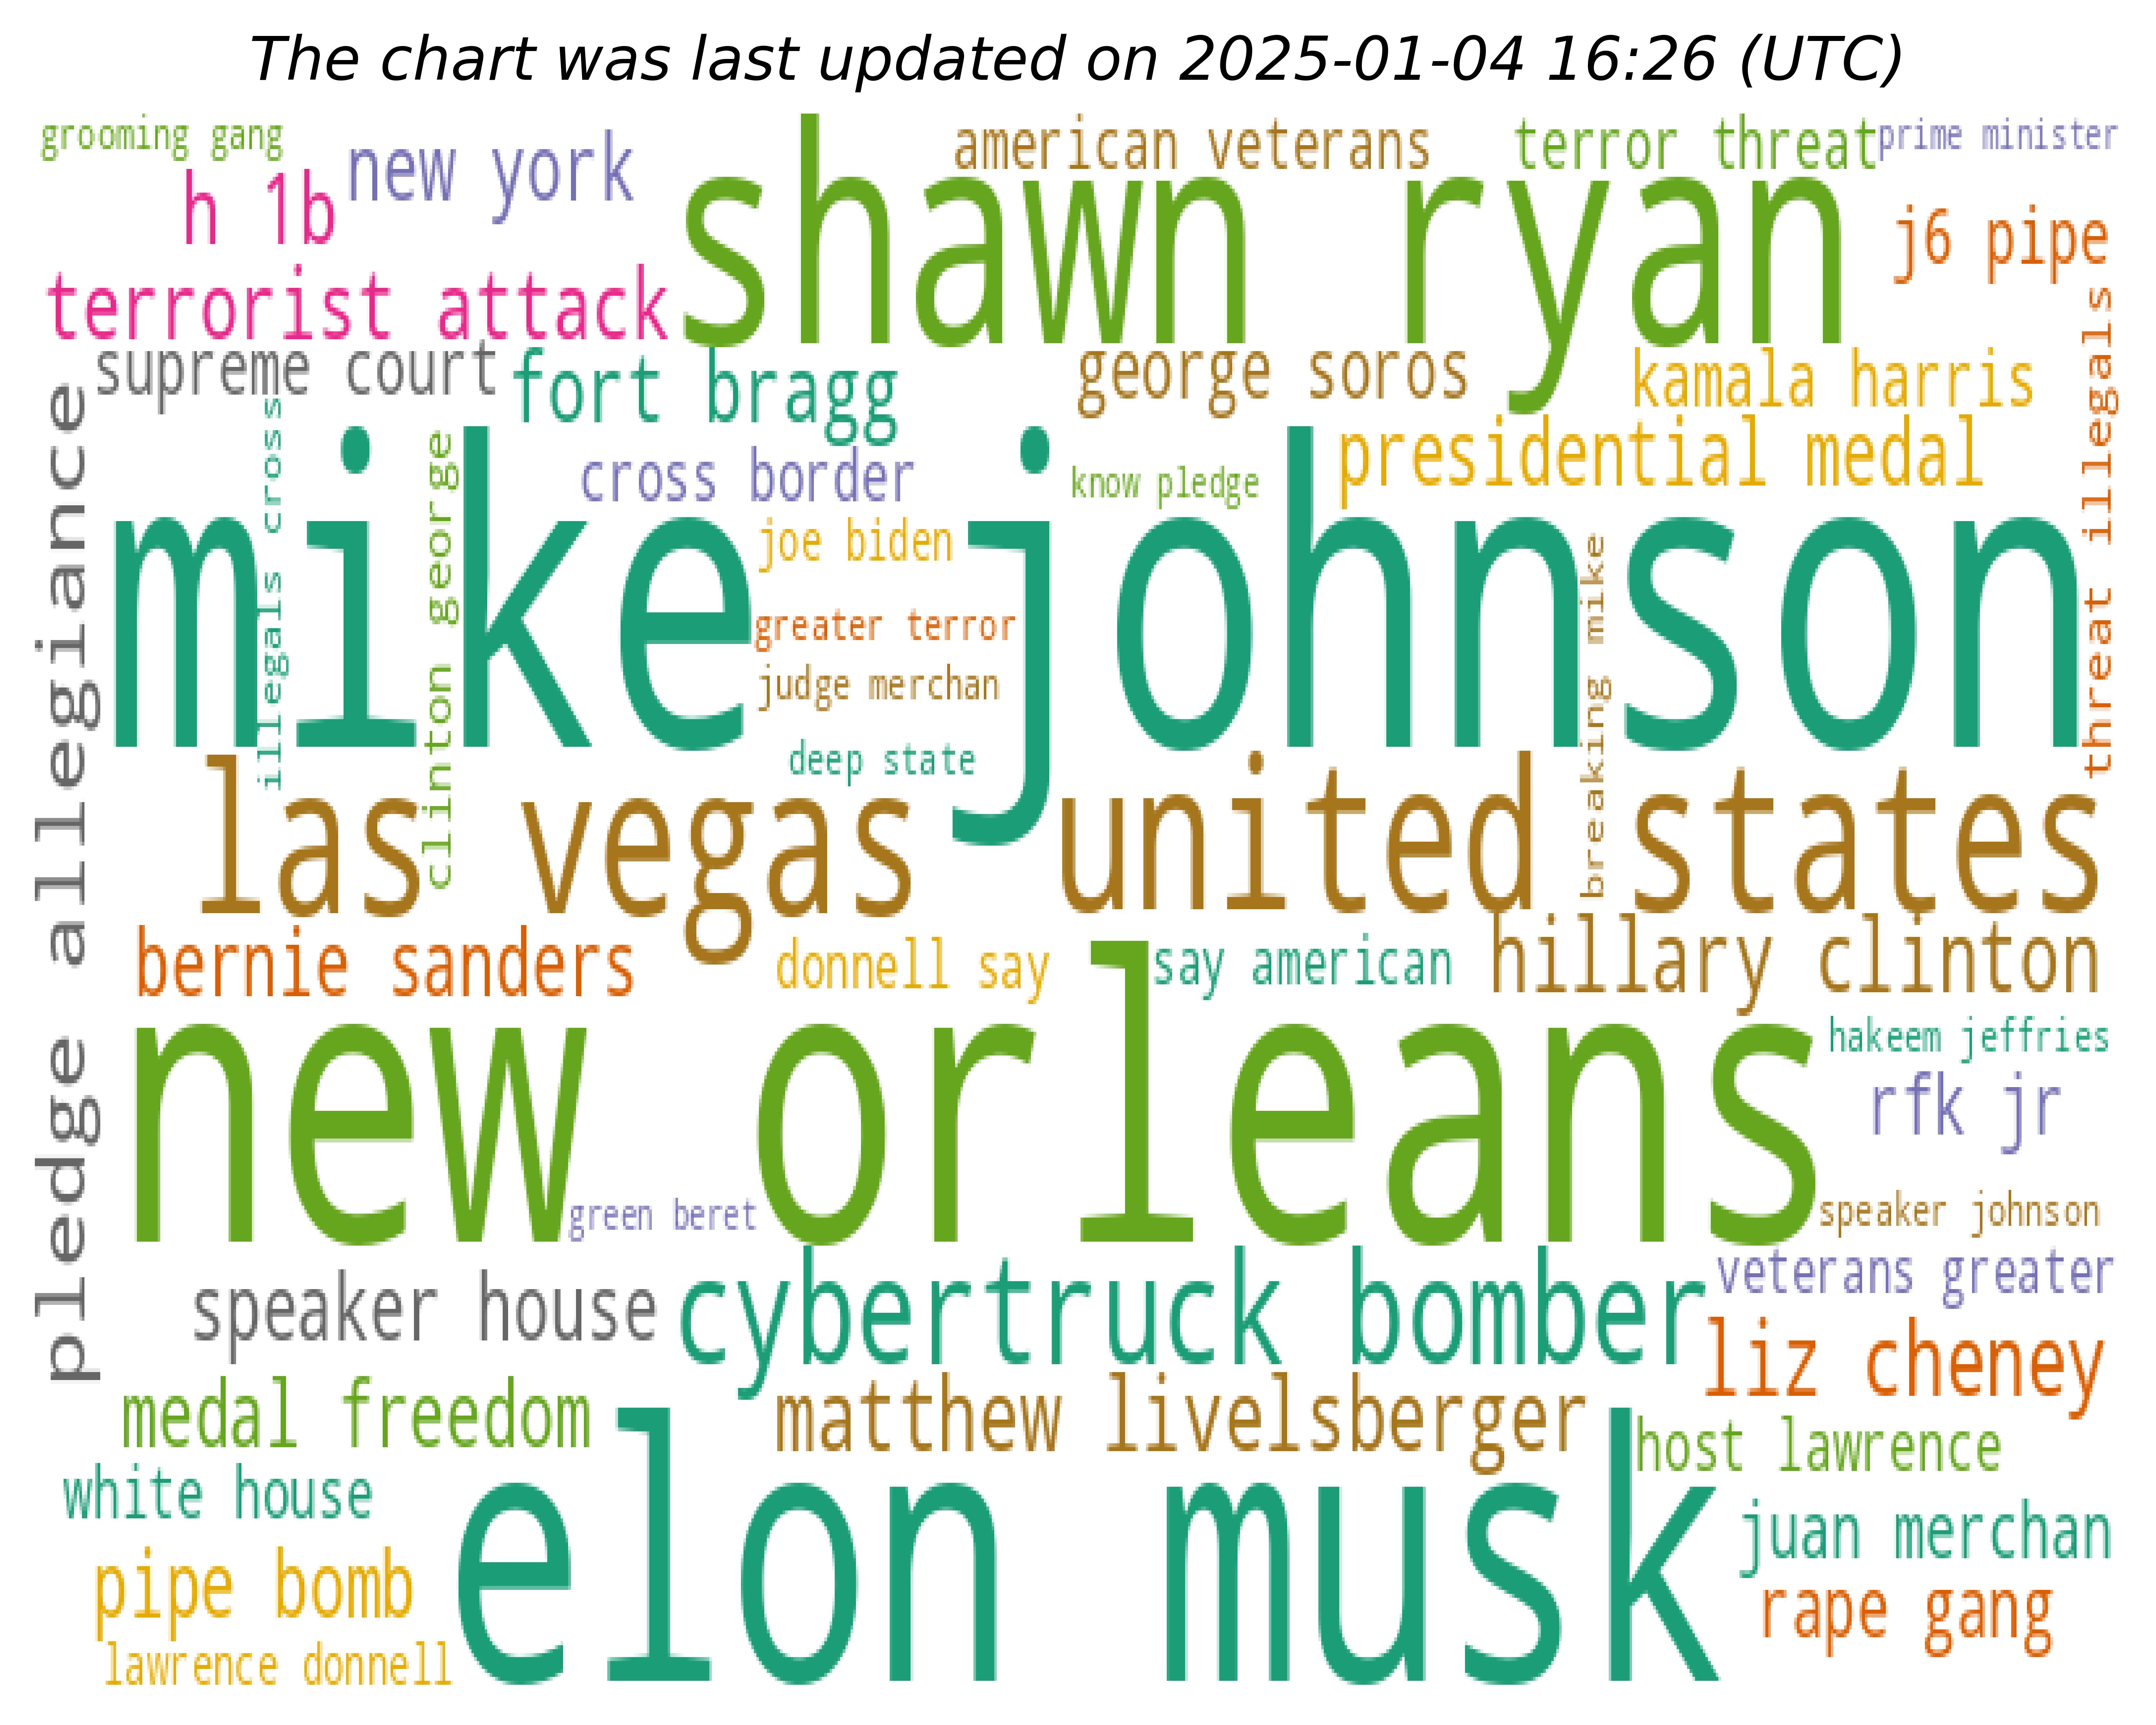 The chart was last updated on 2025-01-04 16:26 (UTC)
grooming gang
new york
american veterans
terror threat
prime minister
h 1b
shawn ryan
j6 pipe
terrorist attack
supreme court
fort bragg
george soros
kamala harris
threat illegals
pledge allegiance
illegals cross
clinton george
cross border
know pledge
presidential medal
mike johnson
joe biden
greater terror
judge merchan
deep state
breaking mike
las vegas
united states
bernie sanders
donnell say
say american
hillary clinton
new orleans
hakeem jeffries
rfk jr
green beret
speaker johnson
speaker house
cybertruck bomber
veterans greater
liz cheney
medal freedom
matthew livelsberger
host lawrence
white house
elon musk
juan merchan
pipe bomb
rape gang
lawrence donnell